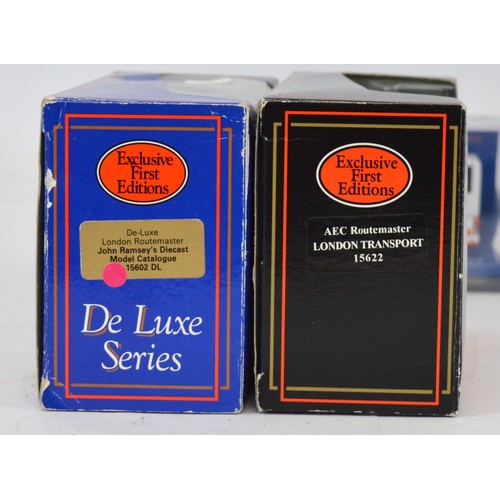 Exclusive
First
Editions
De-Luxe
London Routemaster
John Ramsey's Diecast
Model Catalogue
15602 DL
De Luxe
Series
Exclusive
First
Editions
AEC Routemaster
LONDON TRANSPORT
15622